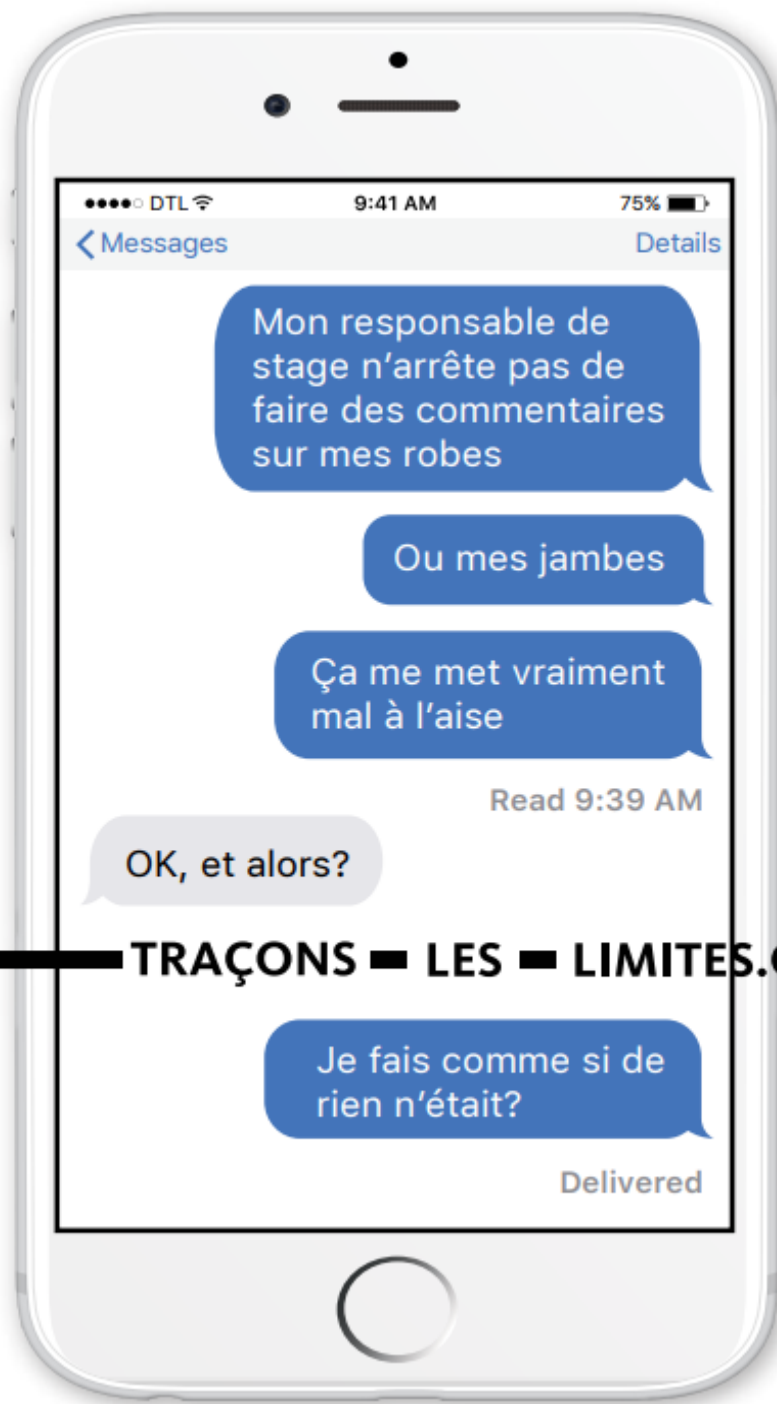 DTL 9:41 AM 75%
Messages Details
Mon responsable de
stage n’arrête pas de
faire des commentaires
sur mes robes
Ou mes jambes
Ça me met vraiment
mal à l’aise
Read 9:39 AM
OK, et alors?
TRAÇONS LES LIMITES.
Je fais comme si de
rien n’était?
Delivered